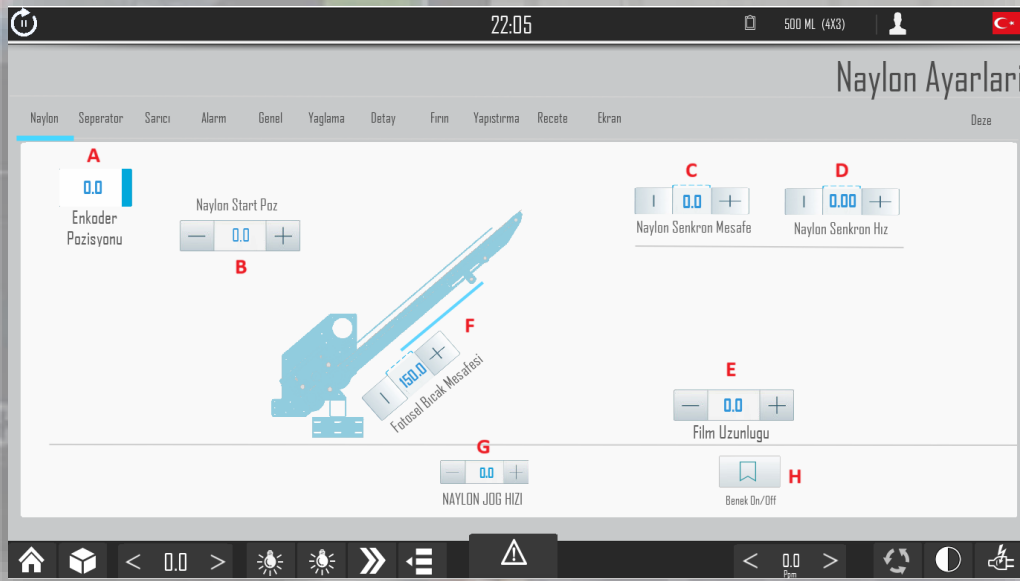 22:05
500 ML (4X3)
Naylon Ayarlari
Naylon Seperator Sarıcı Alarm Genel Yaglama Detay Fırın Yapıstırma Recete Ekran Deze
A
0.0
Enkoder
Pozisyonu
Naylon Start Poz
0.0
B
C
0.0
Naylon Senkron Mesafe
D
0.00
Naylon Senkron Hız
F
150.0
Fotosel Bıcak Mesafesi
E
0.0
Film Uzunlugu
G
0.0
NAYLON JOG HIZI
H
Benek On/Off
0.0
0.0
Ppm